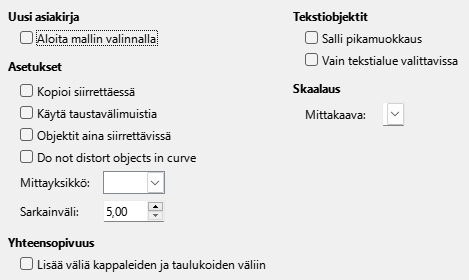 Uusi asiakirja
Aloita mallin valinnalla
Asetukset
Kopioi siirrettäessä
Käytä taustavälimuistia
Objektit aina siirrettävissä
Do not distort objects in curve
Mittayksikkö:
Sarkainväli: 5,00
Yhteensopivuus
Lisää väliä kappaleiden ja taulukoiden väliin
Tekstiobjektit
Salli pikamuokkaus
Vain tekstialue valittavissa
Skaalaus
Mittakaava: